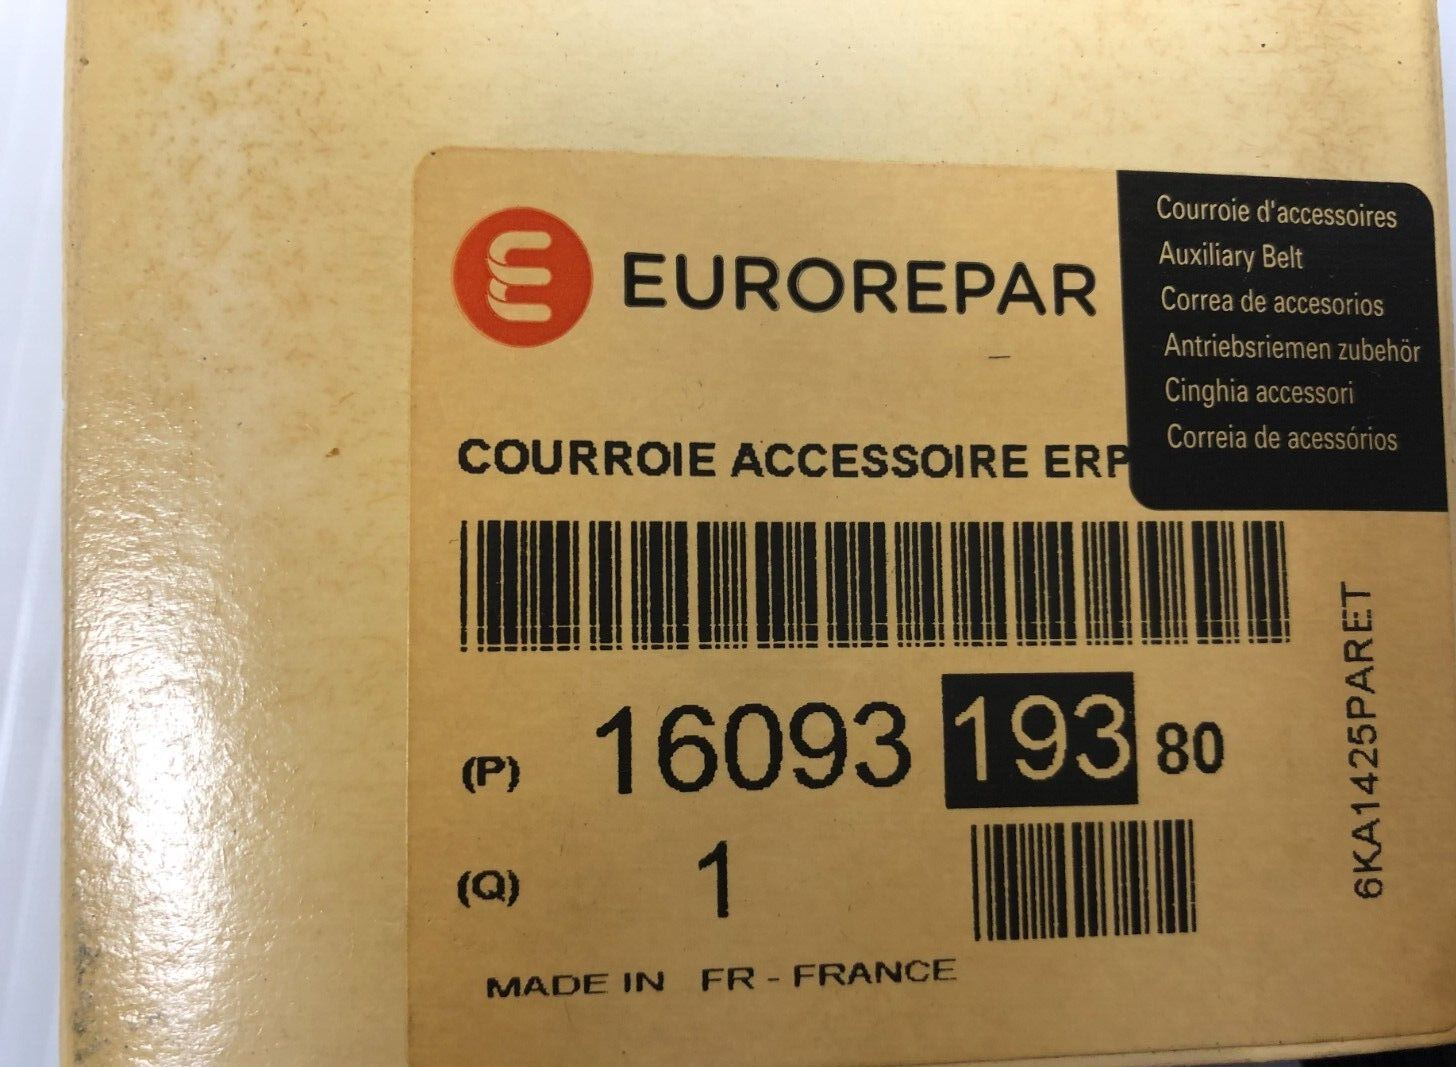 EUROREPAR
Courroie d'accessoires
Auxiliary Belt
Correa de accesorios
Antriebsriemen zubehör
Cinghia accessori
Correia de acessórios
COURROIE ACCESSOIRE ERP
(P) 16093 193 80
(Q) 1
MADE IN FR - FRANCE
6KA1425PARET